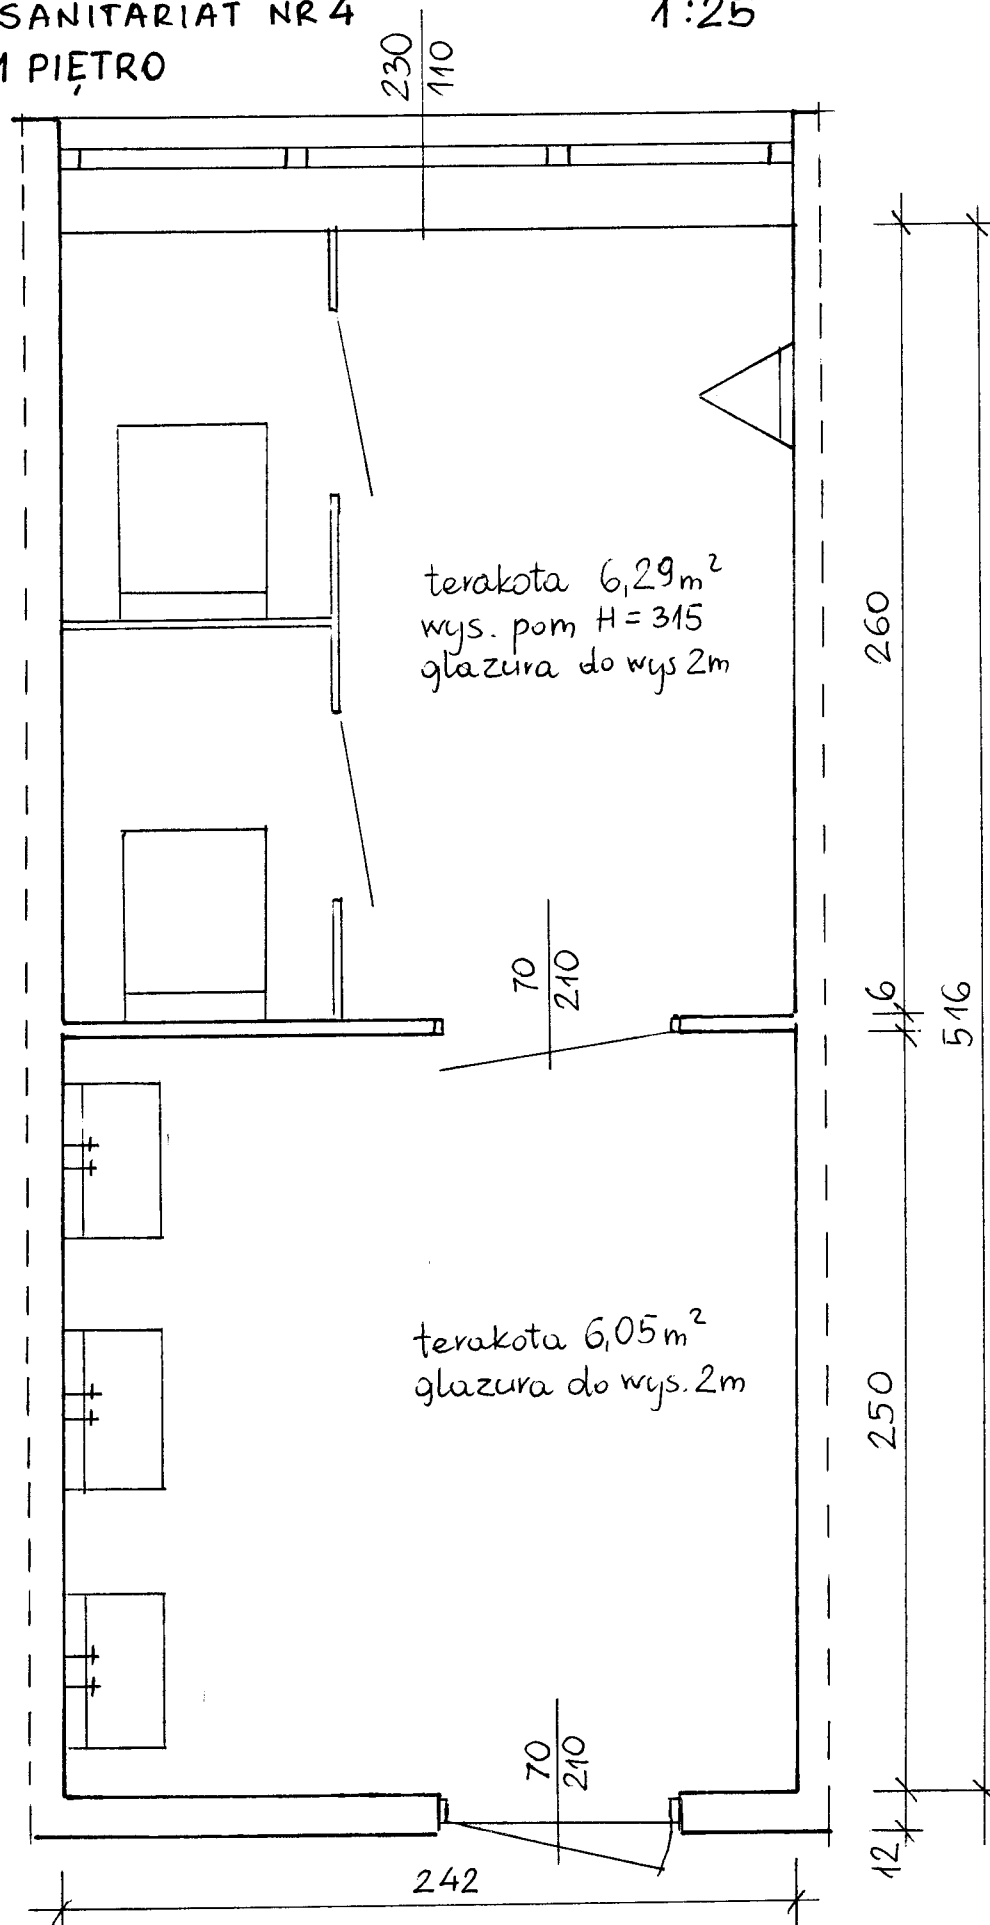 SANITARIAT NR 4
1:25
1 PIĘTRO
230
110
terakota 6,29m²
wys. pom H = 315
glazura do wys 2m
260
70
210
6
516
terakota 6,05m²
glazura do wys. 2m
250
70
210
12
242